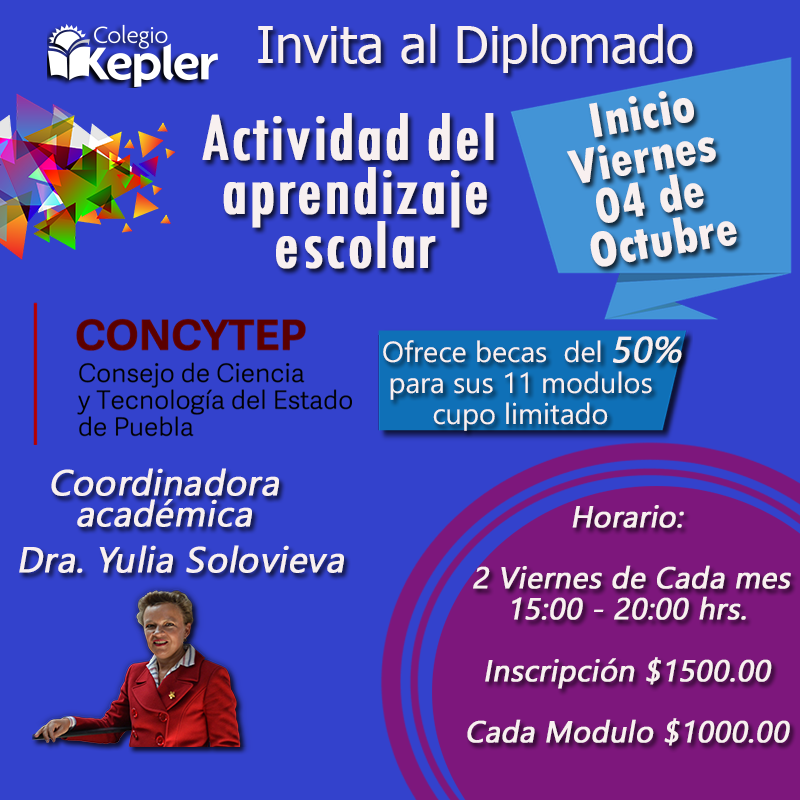 Colegio
Kepler
Invita al Diplomado
Actividad del
aprendizaje
escolar
Inicio
Viernes
04 de
Octubre
CONCYTEP
Consejo de Ciencia
y Tecnología del Estado
de Puebla
Ofrece becas del 50%
para sus 11 modulos
cupo limitado
Coordinadora
académica
Dra. Yulia Solovieva
Horario:
2 Viernes de Cada mes
15:00 - 20:00 hrs.
Inscripción $1500.00
Cada Modulo $1000.00